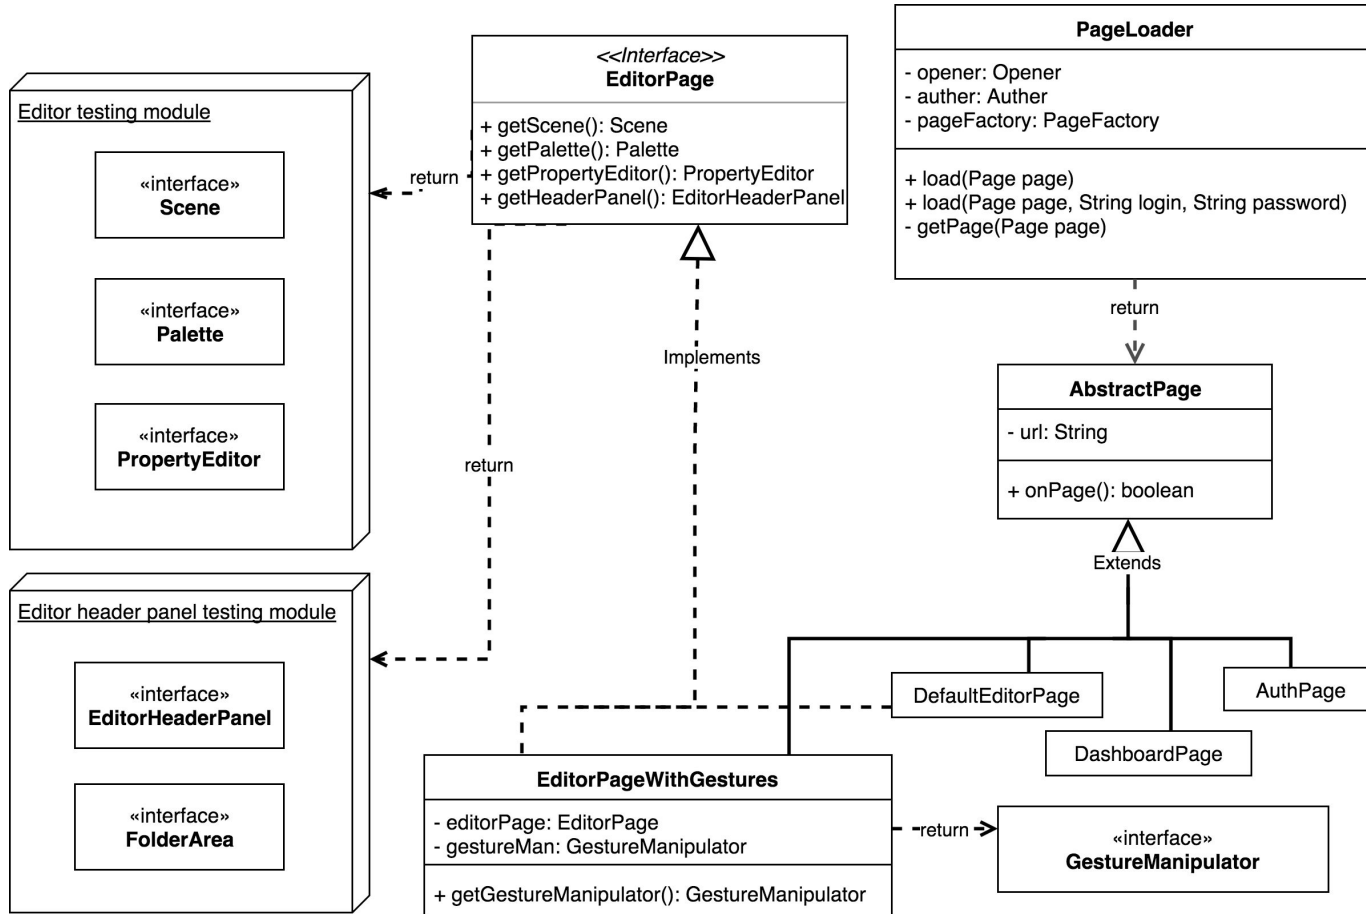 Editor testing module
«interface»
Scene
«interface»
Palette
«interface»
PropertyEditor
return
<<Interface>>
EditorPage
+ getScene(): Scene
+ getPalette(): Palette
+ getPropertyEditor(): PropertyEditor
+ getHeaderPanel(): EditorHeaderPanel
PageLoader
- opener: Opener
- auther: Auther
- pageFactory: PageFactory
+ load(Page page)
+ load(Page page, String login, String password)
- getPage(Page page)
return
Implements
return
AbstractPage
- url: String
+ onPage(): boolean
Extends
Editor header panel testing module
«interface»
EditorHeaderPanel
«interface»
FolderArea
DefaultEditorPage
AuthPage
DashboardPage
EditorPageWithGestures
- editorPage: EditorPage
- gestureMan: GestureManipulator
+ getGestureManipulator(): GestureManipulator
return
«interface»
GestureManipulator